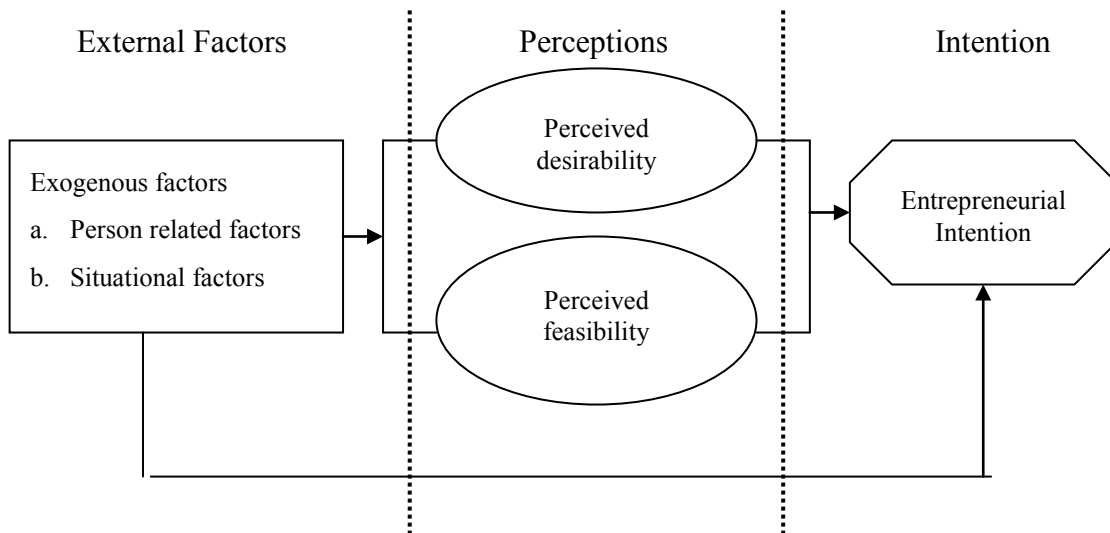 External Factors
Perceptions
Intention
Exogenous factors
a. Person related factors
b. Situational factors
Perceived
desirability
Perceived
feasibility
Entrepreneurial
Intention